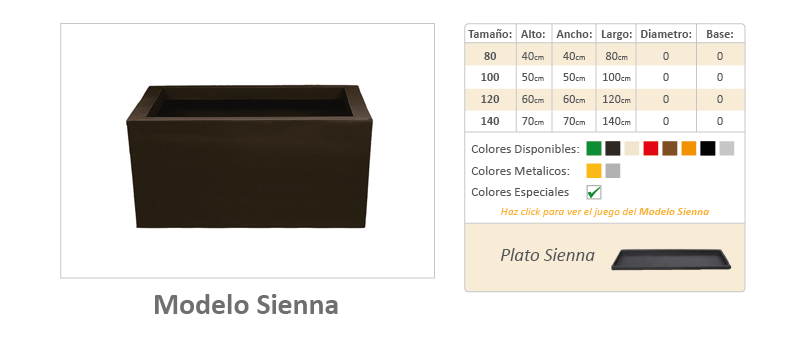 Modelo Sienna
Tamaño: Alto: Ancho: Largo: Diametro: Base:
80 40cm 40cm 80cm 0 0
100 50cm 50cm 100cm 0 0
120 60cm 60cm 120cm 0 0
140 70cm 70cm 140cm 0 0
Colores Disponibles:
Colores Metalicos:
Colores Especiales
Haz click para ver el juego del Modelo Sienna
Plato Sienna